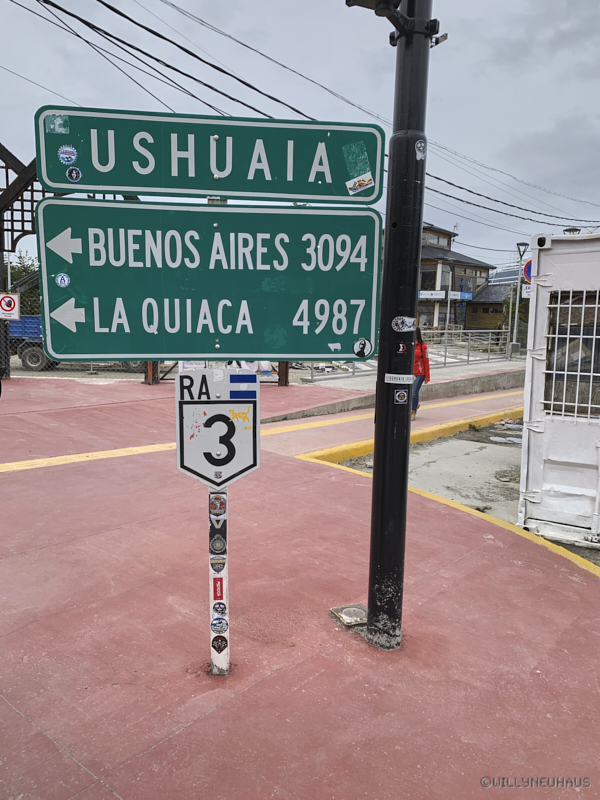 USHUAIA
BUENOS AIRES 3094
LA QUIACA 4987
RA
3
©WILLYNEUHAUS